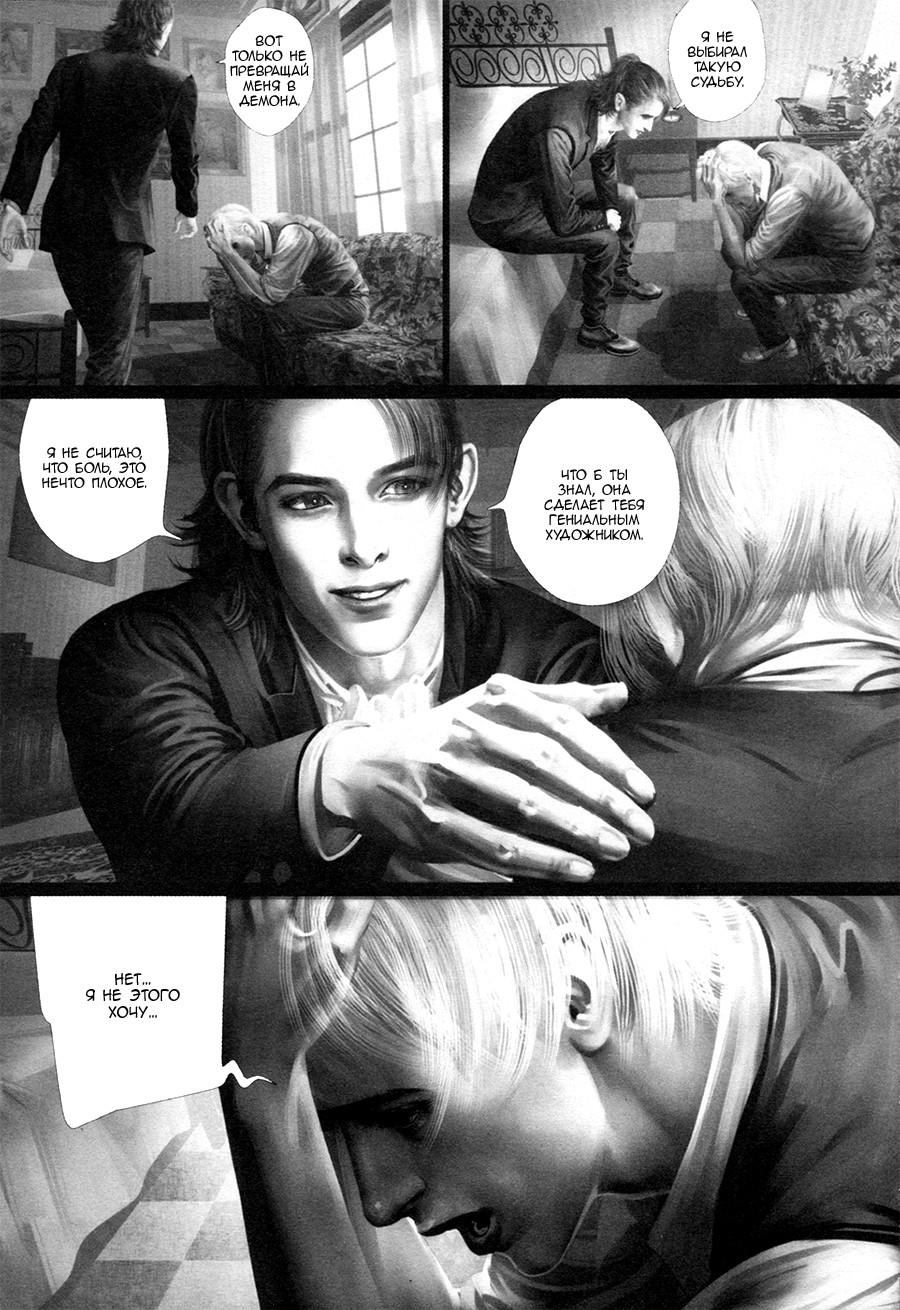 ВОТ
ТОЛЬКО НЕ
ПРЕВРАЩАЙ
МЕНЯ В
ДЕМОНА.
Я НЕ
ВЫБИРАЛ
ТАКУЮ
СУДЬБУ.
Я НЕ СЧИТАЮ,
ЧТО БОЛЬ, ЭТО
НЕЧТО ПЛОХОЕ.
ЧТО Б ТЫ
ЗНАЛ, ОНА
СДЕЛАЕТ ТЕБЯ
ГЕНИАЛЬНЫМ
ХУДОЖНИКОМ.
НЕТ...
Я НЕ ЭТОГО
ХОЧУ...